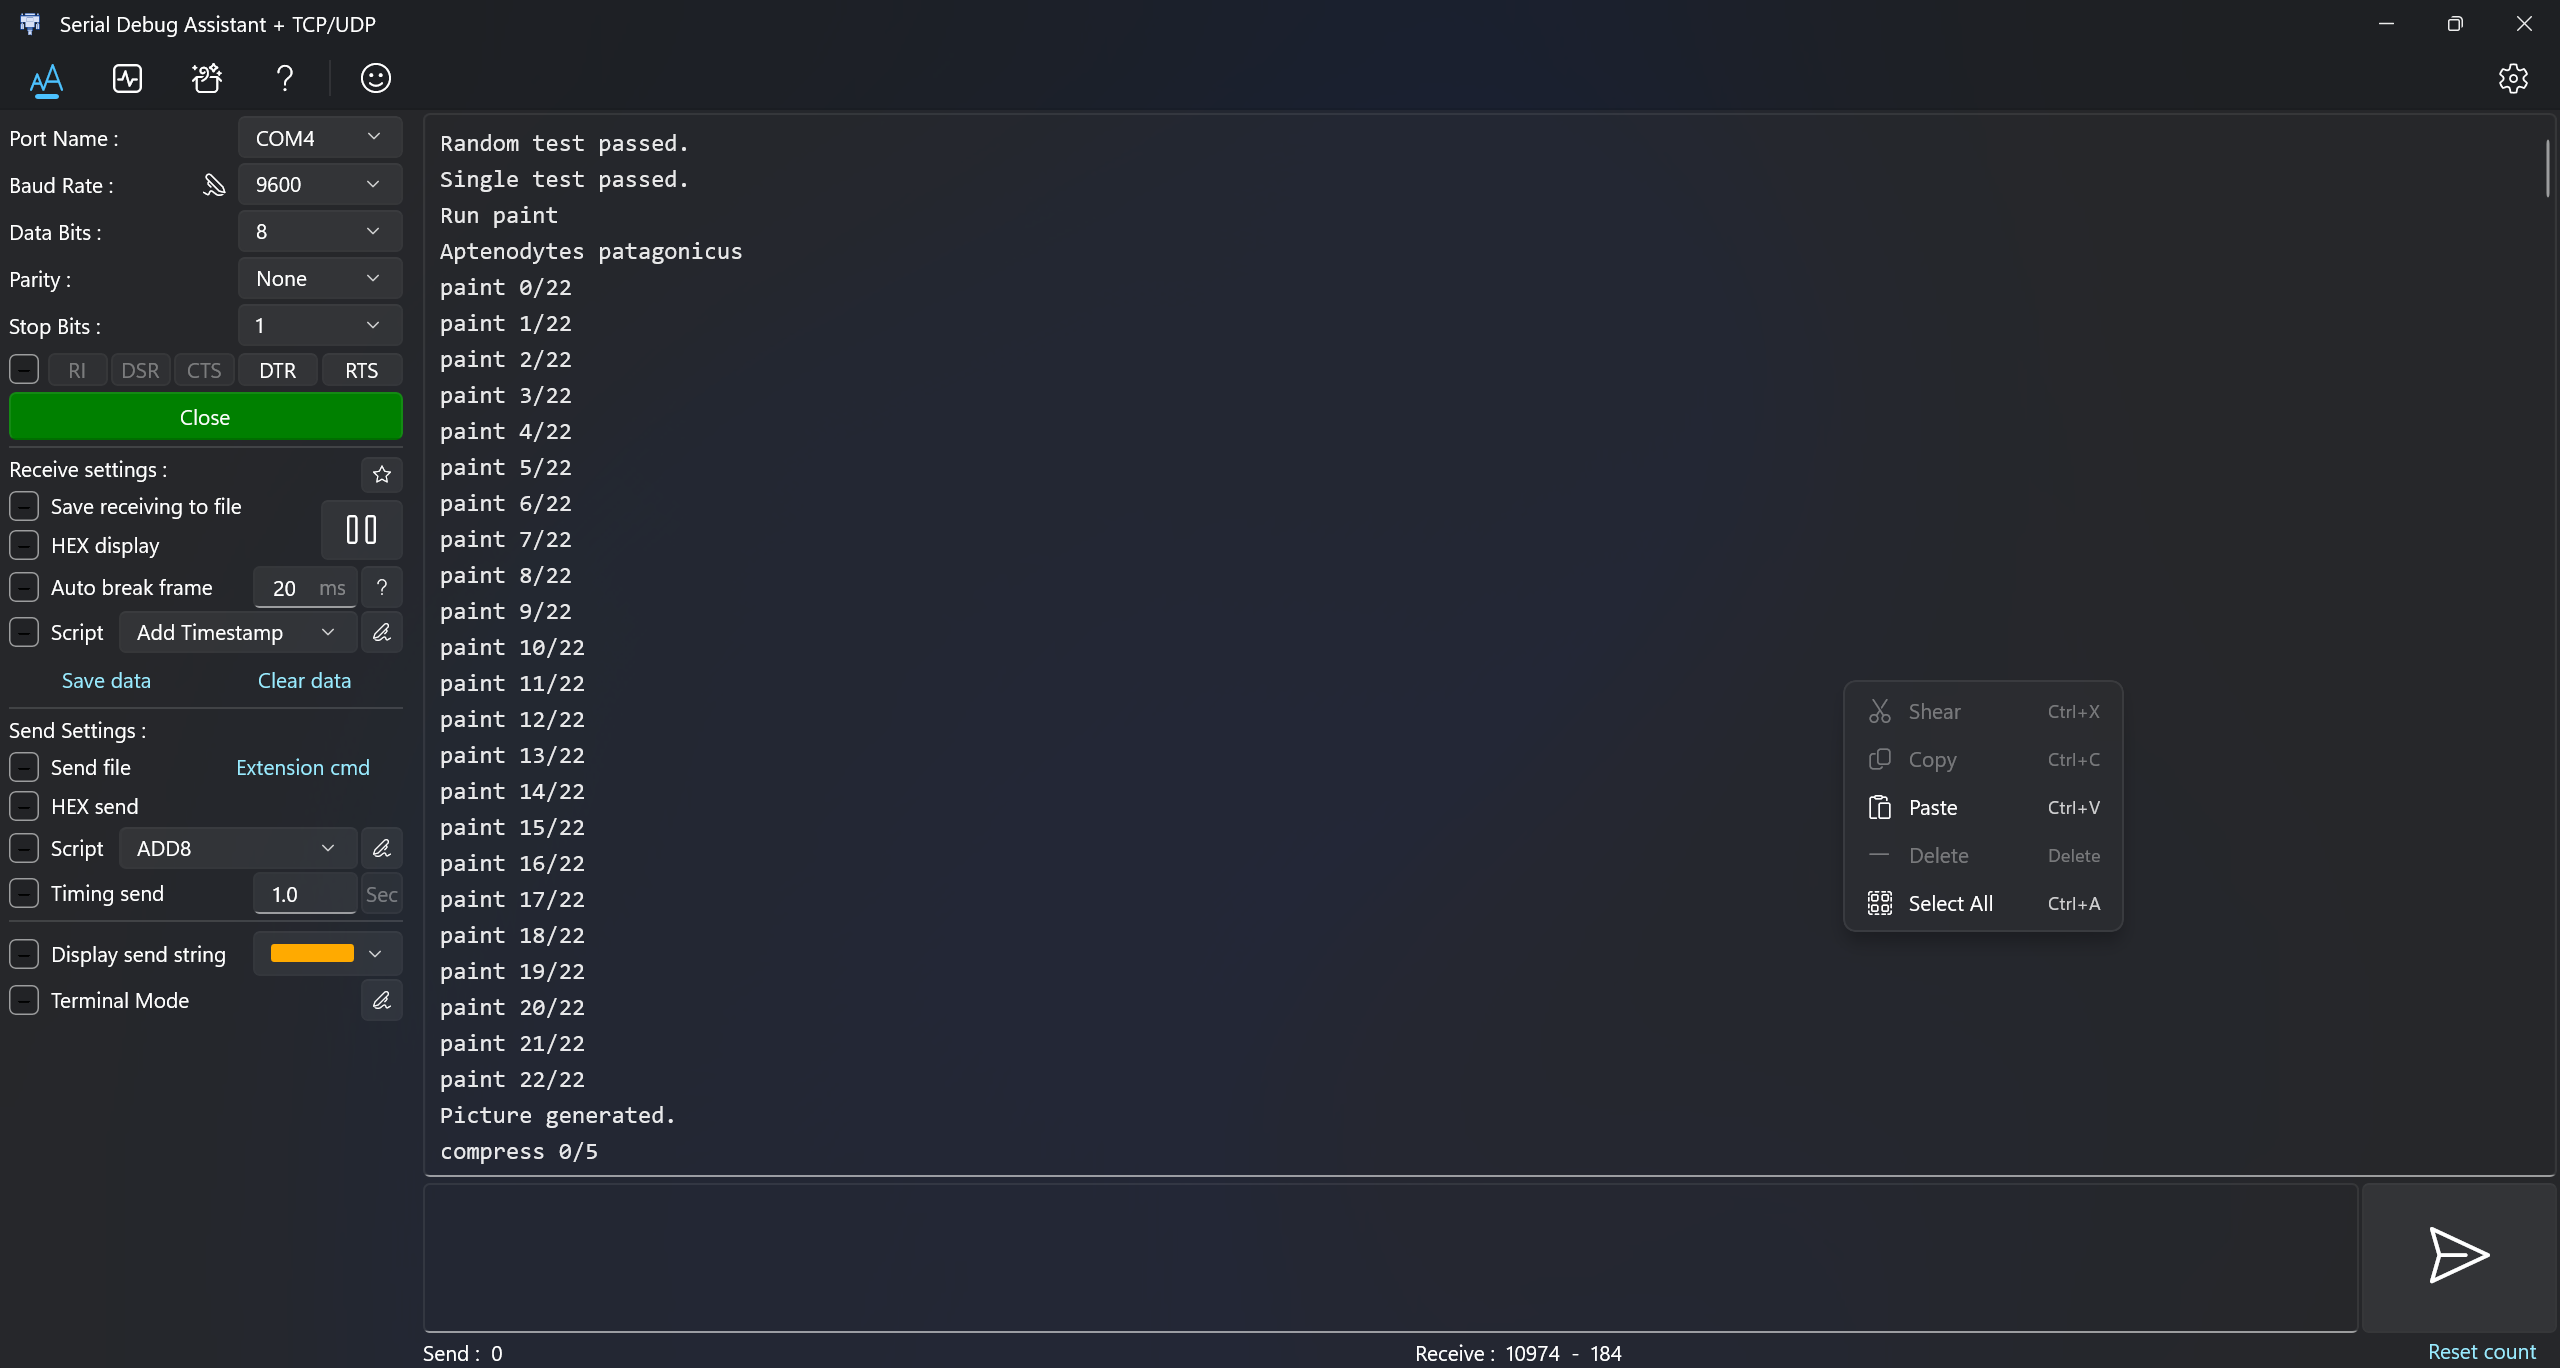 Serial Debug Assistant + TCP/UDP
Port Name :
COM4
Baud Rate :
9600
Data Bits :
8
Parity :
None
Stop Bits :
1
RI DSR CTS DTR RTS
Close
Receive settings :
Save receiving to file
HEX display
Auto break frame 20 ms ?
Script Add Timestamp
Save data Clear data
Send Settings :
Send file Extension cmd
HEX send
Script ADD8
Timing send 1.0 Sec
Display send string
Terminal Mode
Random test passed.
Single test passed.
Run paint
Aptenodytes patagonicus
paint 0/22
paint 1/22
paint 2/22
paint 3/22
paint 4/22
paint 5/22
paint 6/22
paint 7/22
paint 8/22
paint 9/22
paint 10/22
paint 11/22
paint 12/22
paint 13/22
paint 14/22
paint 15/22
paint 16/22
paint 17/22
paint 18/22
paint 19/22
paint 20/22
paint 21/22
paint 22/22
Picture generated.
compress 0/5
Shear Ctrl+X
Copy Ctrl+C
Paste Ctrl+V
Delete Delete
Select All Ctrl+A
Send : 0
Receive : 10974 - 184
Reset count